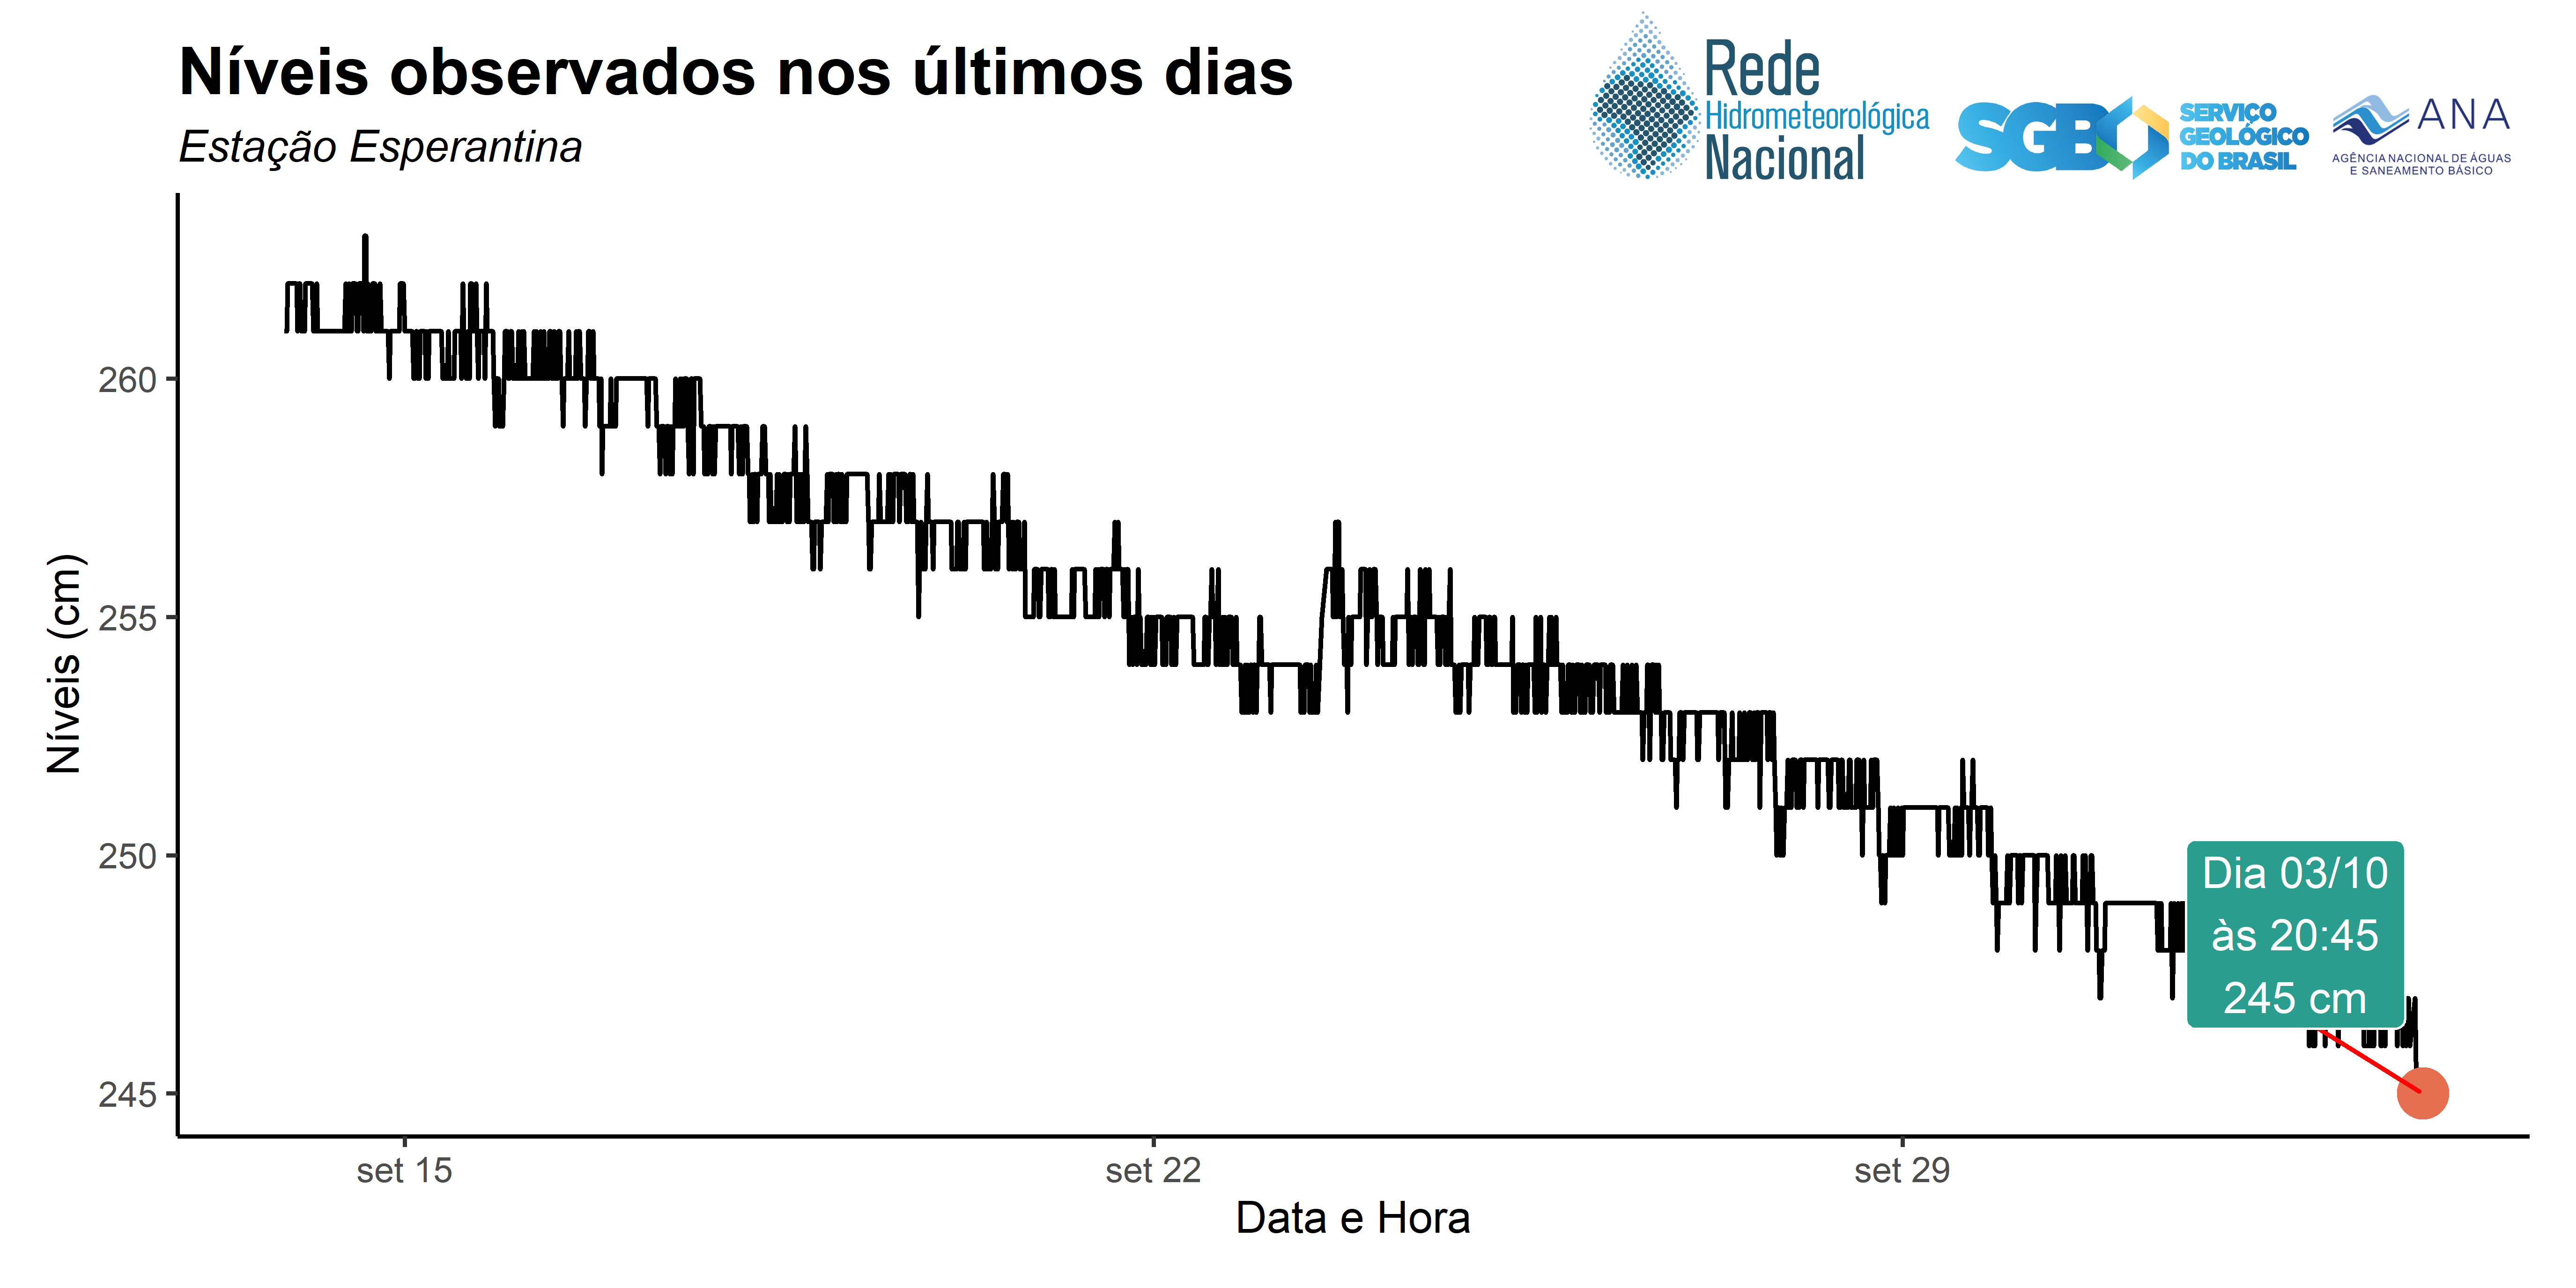 Níveis observados nos últimos dias
Estação Esperantina
Rede
Hidrometeorológica
Nacional
SGB
SERVIÇO
GEOLÓGICO
DO BRASIL
ANA
AGÊNCIA NACIONAL DE ÁGUAS
E SANEAMENTO BÁSICO
Níveis (cm)
260
255
250
245
Dia 03/10
às 20:45
245 cm
set 15
set 22
set 29
Data e Hora